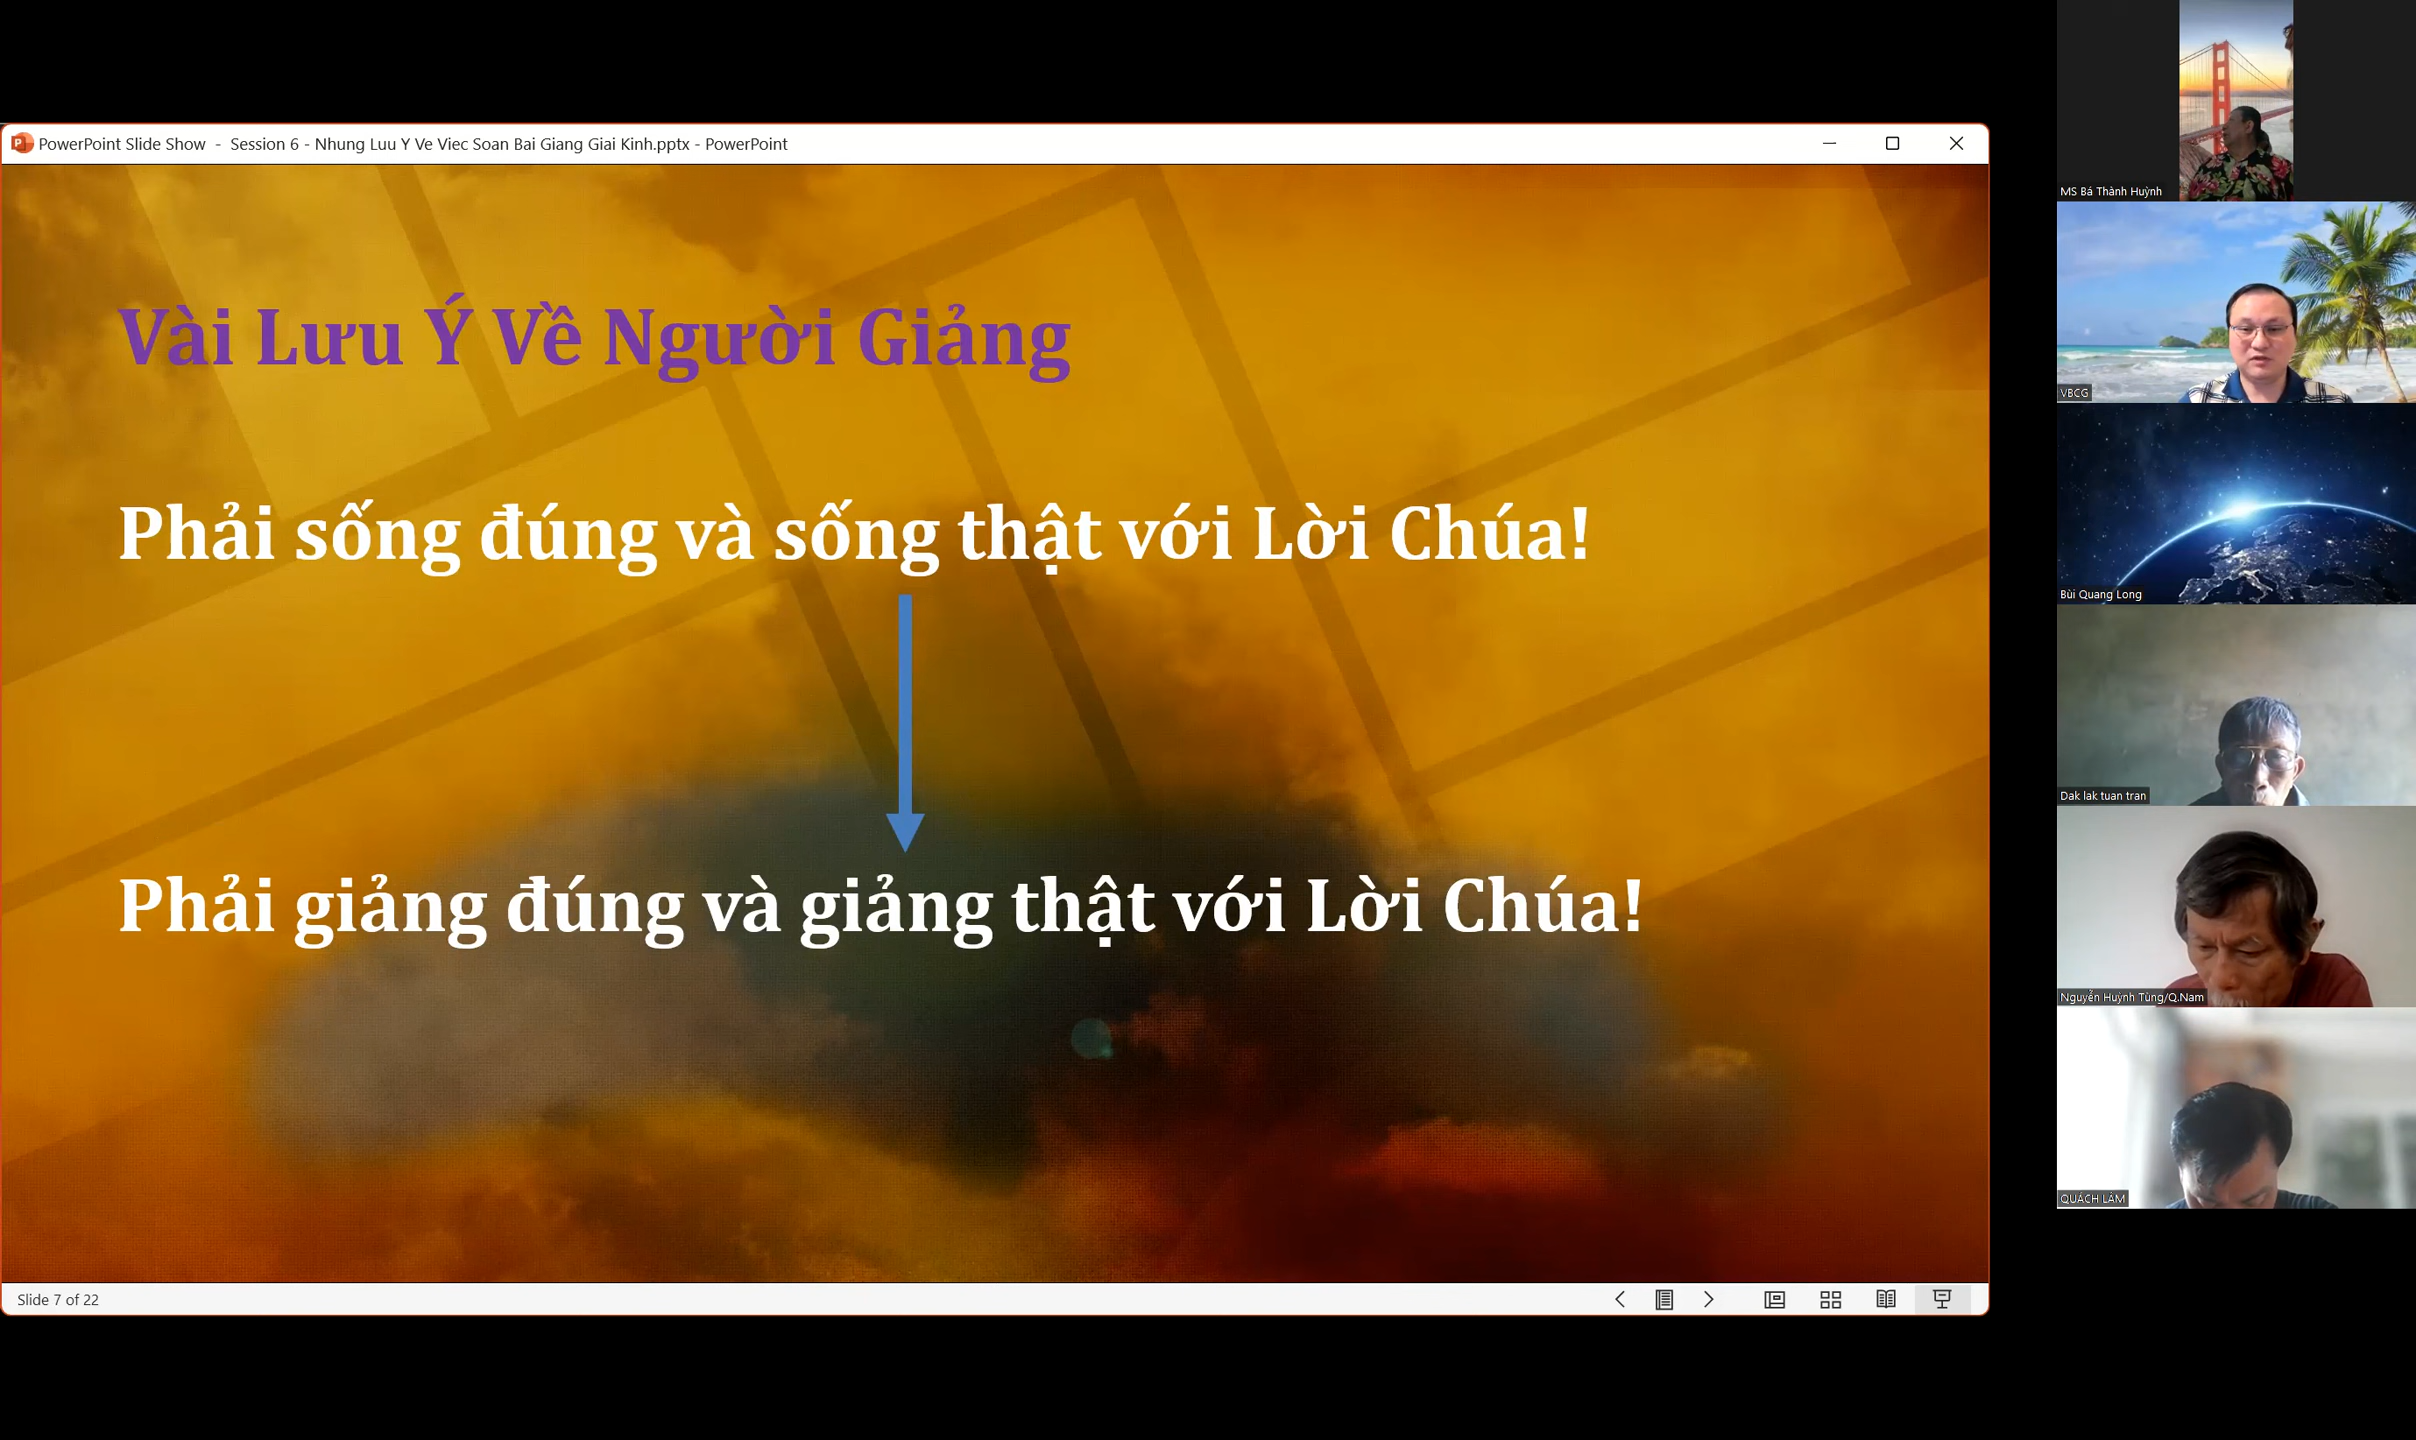 PowerPoint Slide Show - Session 6 - Nhung Luu Y Ve Viec Soan Bai Giang Giai Kinh.pptx - PowerPoint
Vài Lưu Ý Về Người Giảng
Phải sống đúng và sống thật với Lời Chúa!
Phải giảng đúng và giảng thật với Lời Chúa!
Slide 7 of 22
MS Bá Thành Huỳnh
VBCG
Bùi Quang Long
Dak lak tuan tran
Nguyễn Huỳnh Tùng/Q.Nam
QUÁCH LÂM